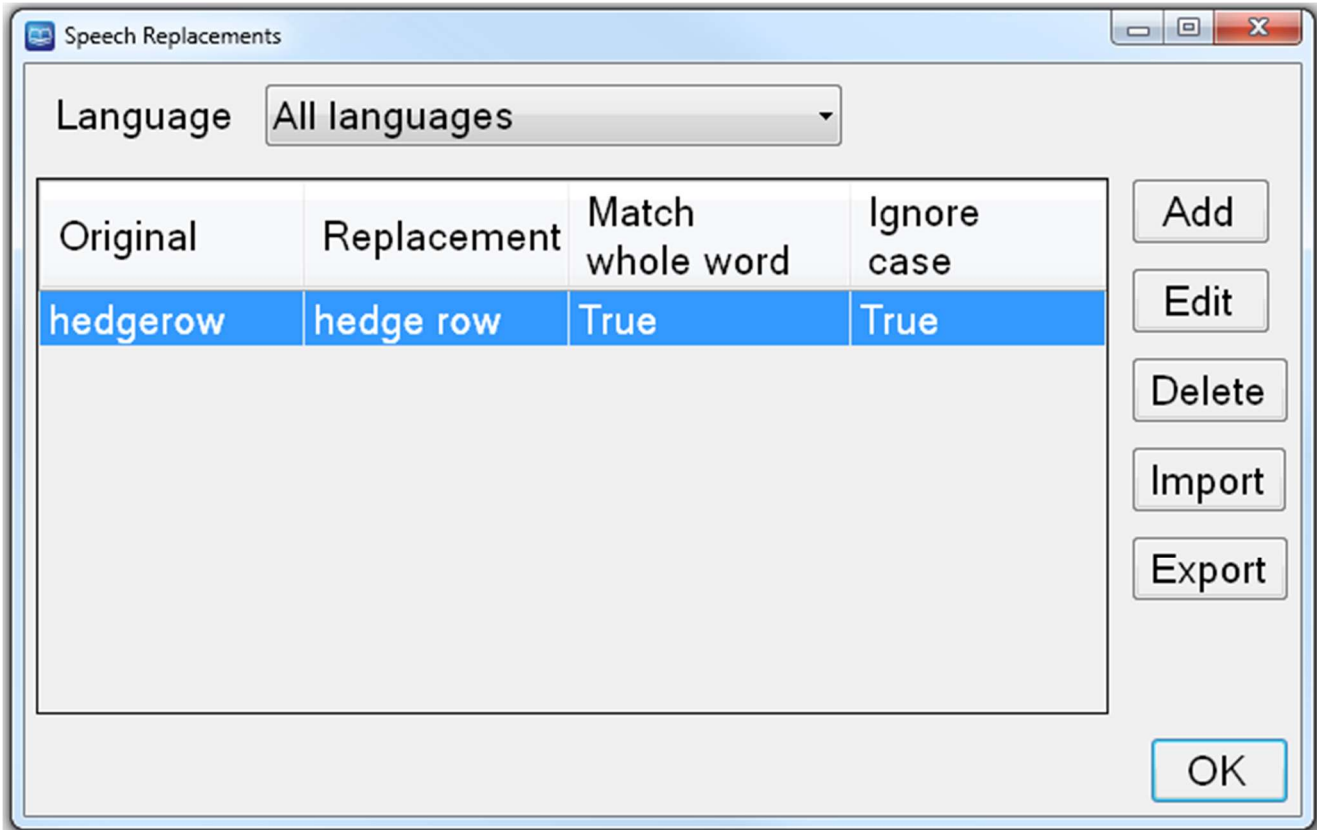 Speech Replacements
Language All languages
Original Replacement Match whole word Ignore case
hedgerow hedge row True True
Add
Edit
Delete
Import
Export
OK